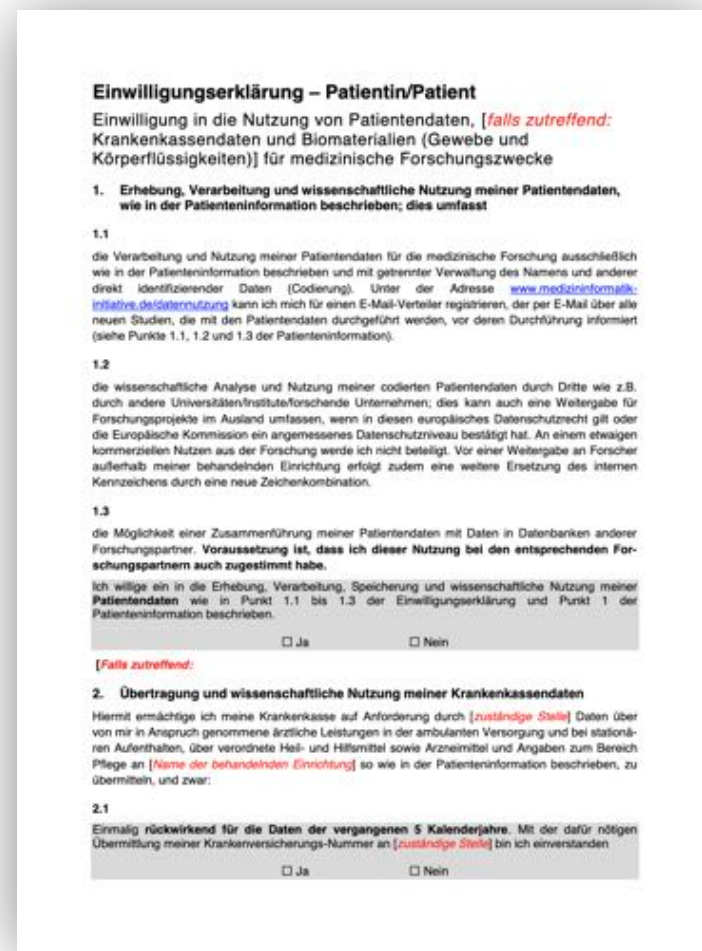 Einwilligungserklärung – Patientin/Patient
Einwilligung in die Nutzung von Patientendaten, [falls zutreffend:
Krankenkassendaten und Biomaterialien (Gewebe und
Körperflüssigkeiten)] für medizinische Forschungszwecke
1. Erhebung, Verarbeitung und wissenschaftliche Nutzung meiner Patientendaten,
wie in der Patienteninformation beschrieben; dies umfasst
1.1
die Verarbeitung und Nutzung meiner Patientendaten für die medizinische Forschung ausschließlich
wie in der Patienteninformation beschrieben und mit getrennter Verwaltung des Namens und anderer
direkt identifizierender Daten (Codierung). Unter der Adresse www.medizininformatik-
initiative.de/datennutzung kann ich mich für einen E-Mail-Verteiler registrieren, der per E-Mail über alle
neuen Studien, die mit den Patientendaten durchgeführt werden, vor deren Durchführung informiert
(siehe Punkte 1.1, 1.2 und 1.3 der Patienteninformation).
1.2
die wissenschaftliche Analyse und Nutzung meiner codierten Patientendaten durch Dritte wie z.B.
durch andere Universitäten/Institute/forschende Unternehmen; dies kann auch eine Weitergabe für
Forschungsprojekte im Ausland umfassen, wenn in diesen europäisches Datenschutzrecht gilt oder
die Europäische Kommission ein angemessenes Datenschutzniveau bestätigt hat. An einem etwaigen
kommerziellen Nutzen aus der Forschung werde ich nicht beteiligt. Vor einer Weitergabe an Forscher
außerhalb meiner behandelnden Einrichtung erfolgt zudem eine weitere Ersetzung des internen
Kennzeichens durch eine neue Zeichenkombination.
1.3
die Möglichkeit einer Zusammenführung meiner Patientendaten mit Daten in Datenbanken anderer
Forschungspartner. Voraussetzung ist, dass ich dieser Nutzung bei den entsprechenden For-
schungspartnern auch zugestimmt habe.
Ich willige ein in die Erhebung, Verarbeitung, Speicherung und wissenschaftliche Nutzung meiner
Patientendaten wie in Punkt 1.1 bis 1.3 der Einwilligungserklärung und Punkt 1 der
Patienteninformation beschrieben.
☐ Ja ☐ Nein
[Falls zutreffend:
2. Übertragung und wissenschaftliche Nutzung meiner Krankenkassendaten
Hiermit ermächtige ich meine Krankenkasse auf Anforderung durch [zuständige Stelle] Daten über
von mir in Anspruch genommene ärztliche Leistungen in der ambulanten Versorgung und bei stationä-
ren Aufenthalten, über verordnete Heil- und Hilfsmittel sowie Arzneimittel und Angaben zum Bereich
Pflege an [Name der behandelnden Einrichtung] so wie in der Patienteninformation beschrieben, zu
übermitteln, und zwar:
2.1
Einmalig rückwirkend für die Daten der vergangenen 5 Kalenderjahre. Mit der dafür nötigen
Übermittlung meiner Krankenversicherungs-Nummer an [zuständige Stelle] bin ich einverstanden
☐ Ja ☐ Nein